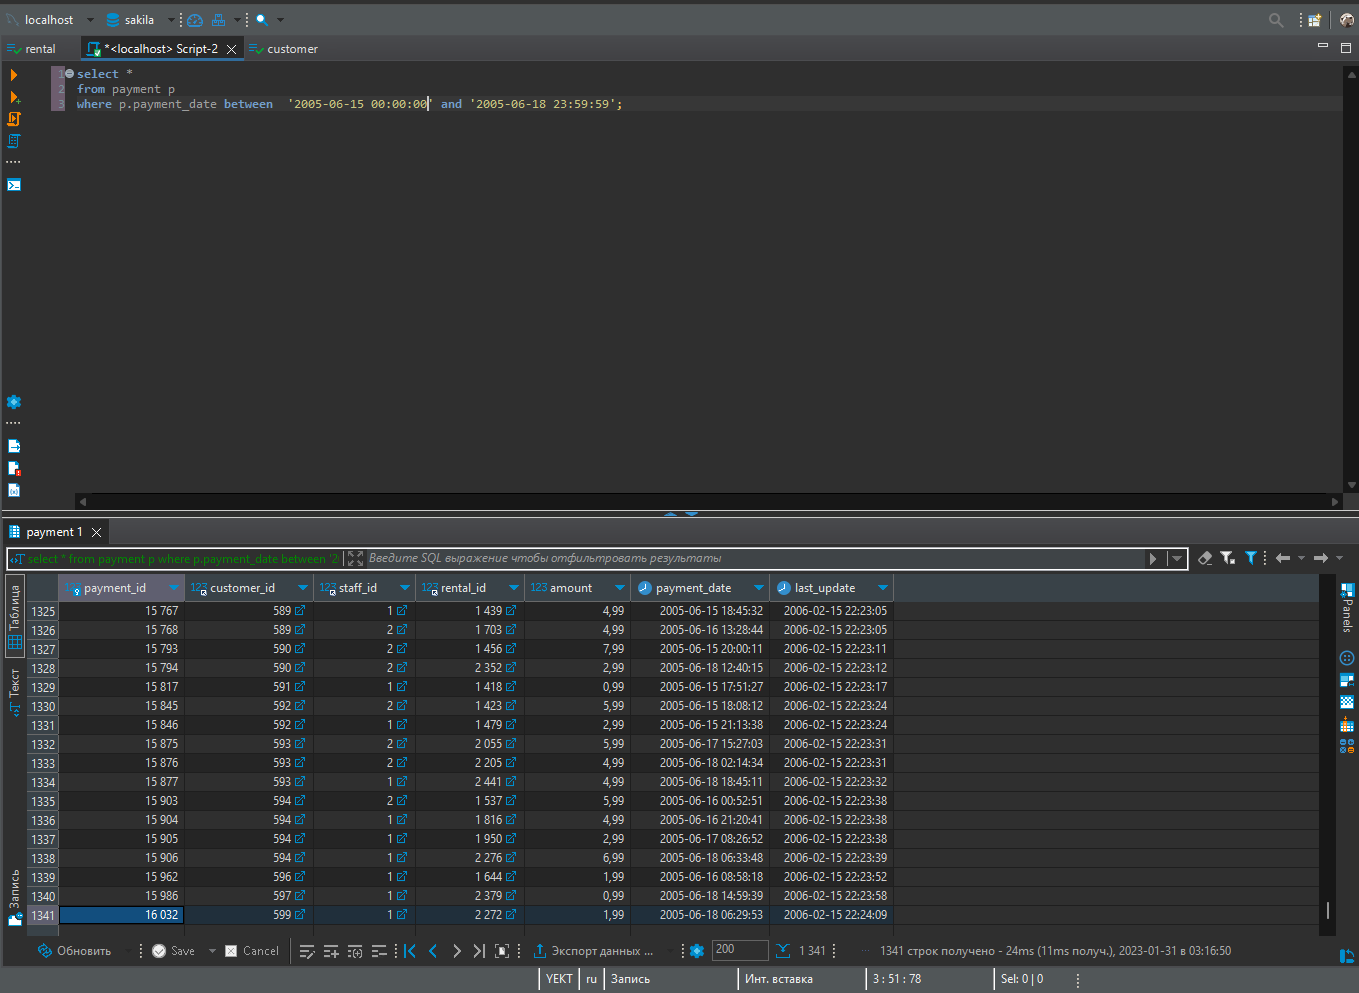 localhost sakila
rental *<localhost> Script-2 customer
1 select *
2 from payment p
3 where p.payment_date between  '2005-06-15 00:00:00' and '2005-06-18 23:59:59';
payment 1
select * from payment p where p.payment_date between '2 Введите SQL выражение чтобы отфильтровать результаты
Таблица
Текст
Запись
Panels
123 payment_id 123 customer_id 123 staff_id 123 rental_id 123 amount payment_date last_update
1325 15 767 589 1 1 439 4,99 2005-06-15 18:45:32 2006-02-15 22:23:05
1326 15 768 589 2 1 703 4,99 2005-06-16 13:28:44 2006-02-15 22:23:05
1327 15 793 590 2 1 456 7,99 2005-06-15 20:00:11 2006-02-15 22:23:11
1328 15 794 590 2 2 352 2,99 2005-06-18 12:40:15 2006-02-15 22:23:12
1329 15 817 591 1 1 418 0,99 2005-06-15 17:51:27 2006-02-15 22:23:17
1330 15 845 592 2 1 423 5,99 2005-06-15 18:08:12 2006-02-15 22:23:24
1331 15 846 592 1 1 479 2,99 2005-06-15 21:13:38 2006-02-15 22:23:24
1332 15 875 593 2 2 055 5,99 2005-06-17 15:27:03 2006-02-15 22:23:31
1333 15 876 593 2 2 205 4,99 2005-06-18 02:14:34 2006-02-15 22:23:31
1334 15 877 593 1 2 441 4,99 2005-06-18 18:45:11 2006-02-15 22:23:32
1335 15 903 594 2 1 537 5,99 2005-06-16 00:52:51 2006-02-15 22:23:38
1336 15 904 594 1 1 816 4,99 2005-06-16 21:20:41 2006-02-15 22:23:38
1337 15 905 594 1 1 950 2,99 2005-06-17 08:26:52 2006-02-15 22:23:38
1338 15 906 594 1 2 276 6,99 2005-06-18 06:33:48 2006-02-15 22:23:39
1339 15 962 596 1 1 644 1,99 2005-06-16 08:58:18 2006-02-15 22:23:52
1340 15 986 597 1 2 379 0,99 2005-06-18 14:59:39 2006-02-15 22:23:58
1341 16 032 599 1 2 272 1,99 2005-06-18 06:29:53 2006-02-15 22:24:09
Обновить Save Cancel Экспорт данных ... 200 1 341 1341 строк получено - 24ms (11ms получ.), 2023-01-31 в 03:16:50
YEKT ru Запись Инт. вставка 3 : 51 : 78 Sel: 0 | 0